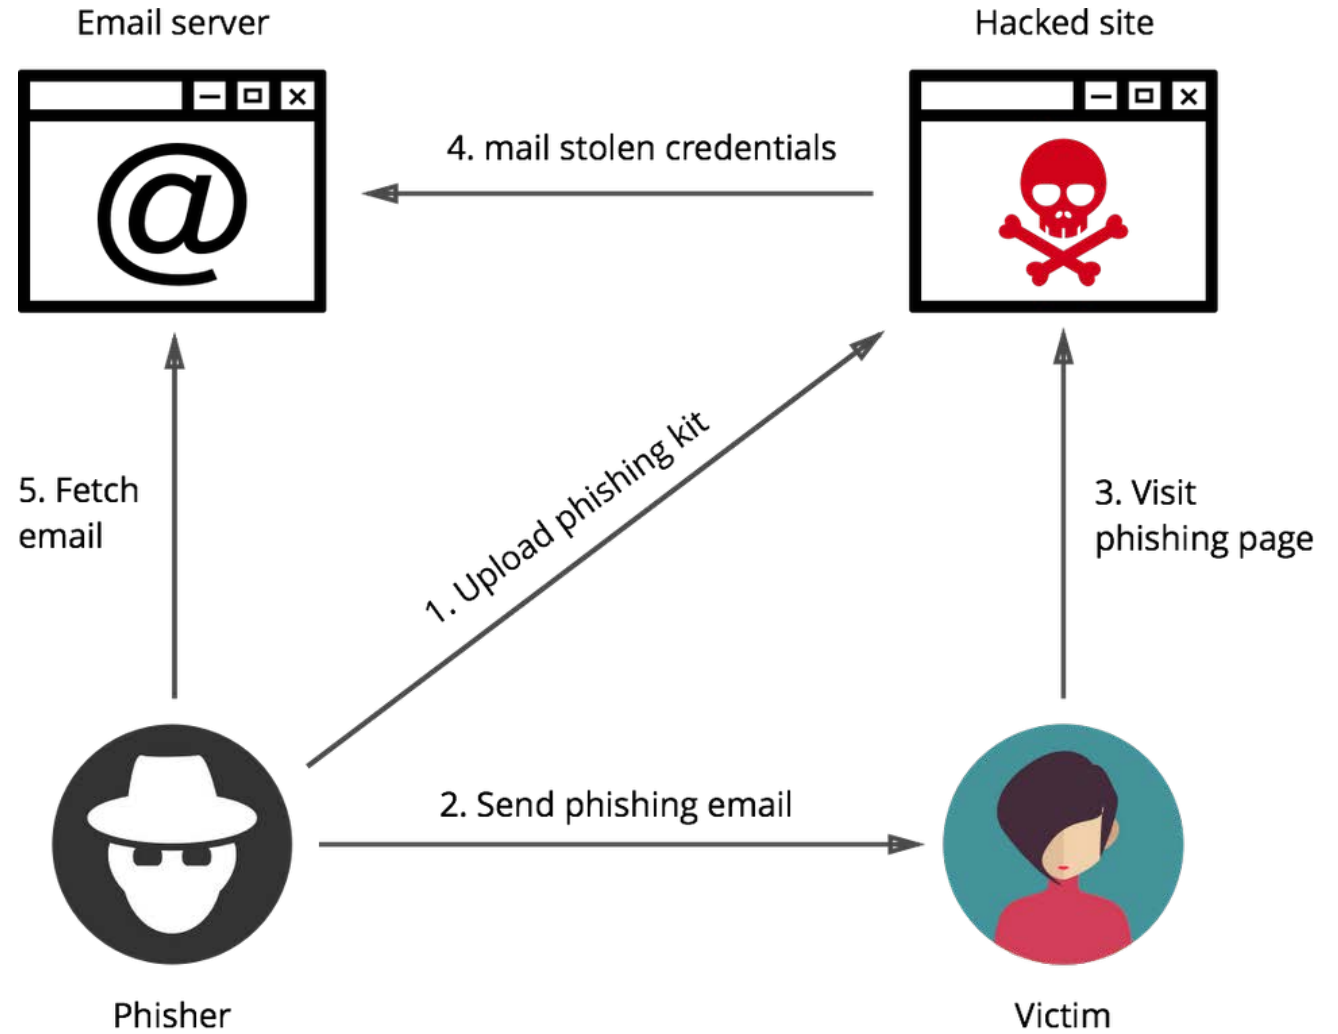 Email server
Hacked site
4. mail stolen credentials
1. Upload phishing kit
5. Fetch
email
3. Visit
phishing page
2. Send phishing email
Phisher
Victim